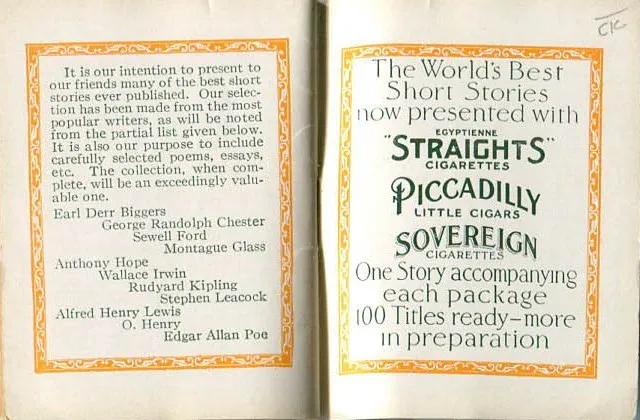 It is our intention to present to
our friends many of the best short
stories ever published. Our selec-
tion has been made from the most
popular writers, as will be noted
from the partial list given below.
It is also our purpose to include
carefully selected poems, essays,
etc. The collection, when com-
plete, will be an exceedingly valu-
able one.
Earl Derr Biggers
George Randolph Chester
Sewell Ford
Montague Glass
Anthony Hope
Wallace Irwin
Rudyard Kipling
Stephen Leacock
Alfred Henry Lewis
O. Henry
Edgar Allan Poe
The World's Best
Short Stories
now presented with
EGYPTIENNE
"STRAIGHTS"
CIGARETTES
PICCADILLY
LITTLE CIGARS
SOVEREIGN
CIGARETTES
One Story accompanying
each package
100 Titles ready—more
in preparation